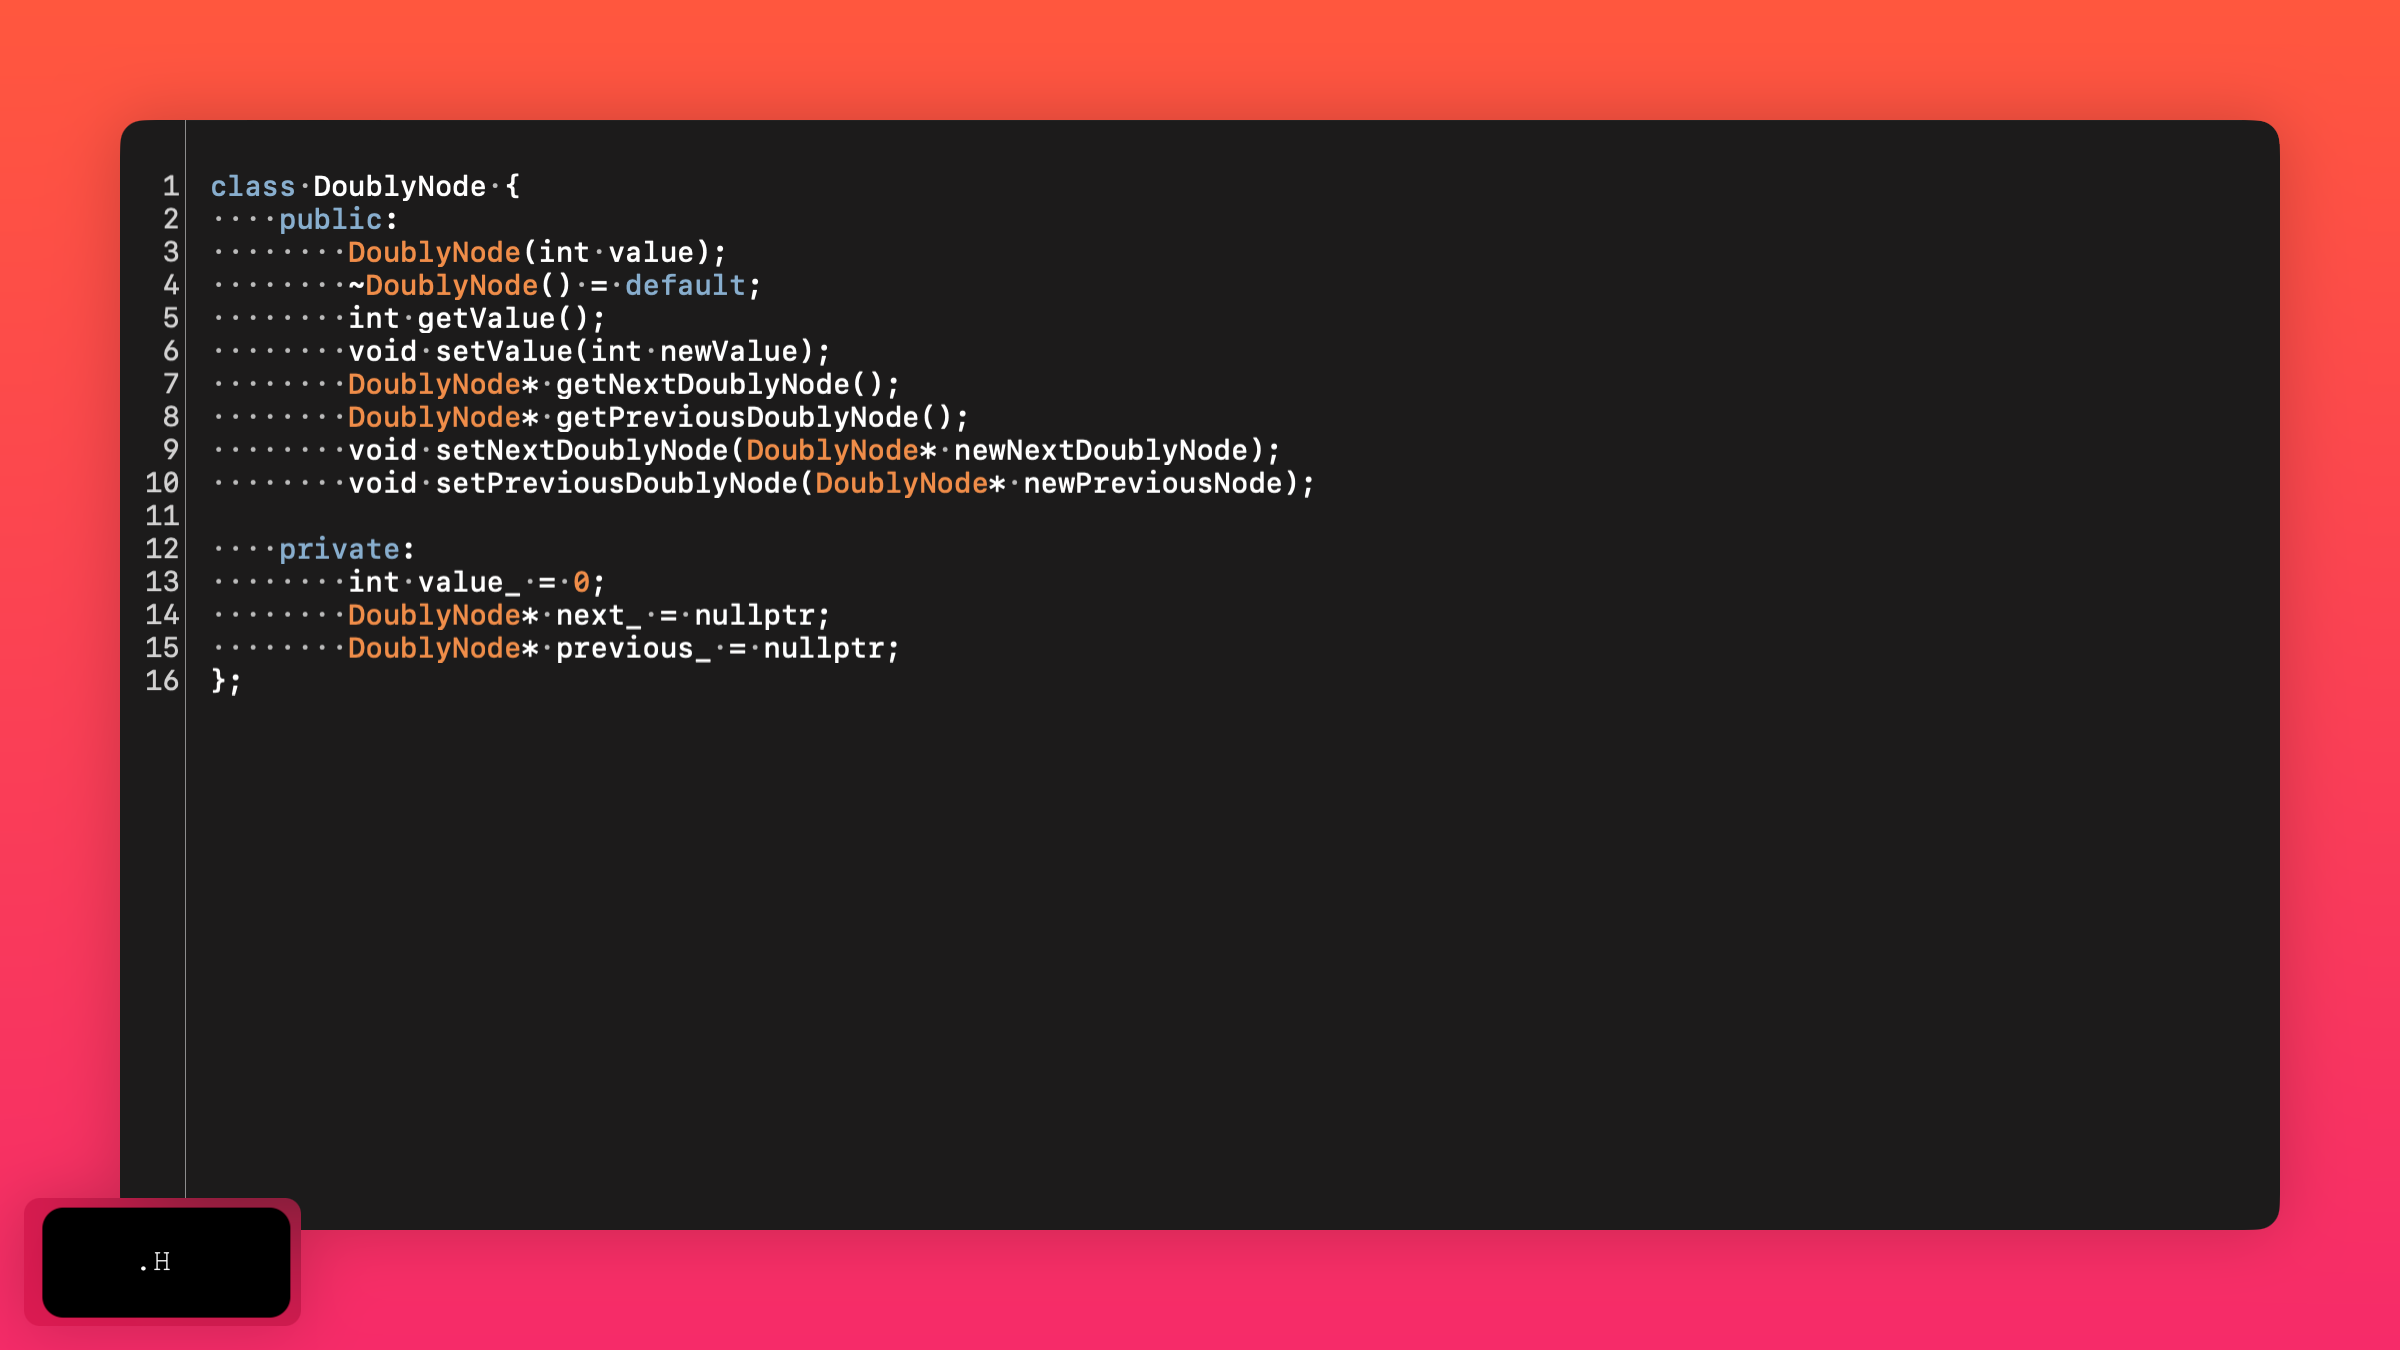 1 class DoublyNode {
2     public:
3         DoublyNode(int value);
4         ~DoublyNode() = default;
5         int getValue();
6         void setValue(int newValue);
7         DoublyNode* getNextDoublyNode();
8         DoublyNode* getPreviousDoublyNode();
9         void setNextDoublyNode(DoublyNode* newNextDoublyNode);
10         void setPreviousDoublyNode(DoublyNode* newPreviousNode);
11
12     private:
13         int value_ = 0;
14         DoublyNode* next_ = nullptr;
15         DoublyNode* previous_ = nullptr;
16 };
.H